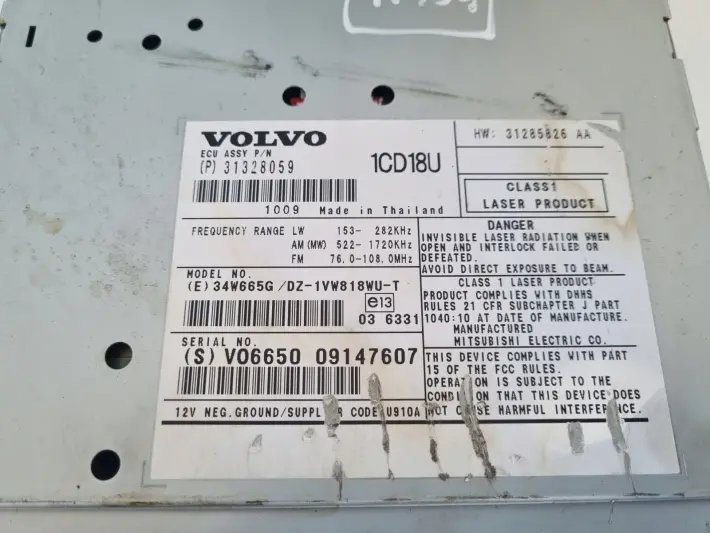 VOLVO
ECU ASSY P/N
(P) 31328059
1CD18U
1009 Made in Thailand
FREQUENCY RANGE LW 153- 282KHz
AM (MW) 522- 1720KHz
FM 76.0-108.0MHz
MODEL NO.
(E) 34W665G /DZ-1VW818WU-T
e13
03 6331
SERIAL NO.
(S) V06650 09147607
12V NEG.GROUND/SUPPLIER CODE:U910A
HW: 31285826 AA
CLASS1
LASER PRODUCT
DANGER
INVISIBLE LASER RADIATION WHEN
OPEN AND INTERLOCK FAILED OR
DEFEATED.
AVOID DIRECT EXPOSURE TO BEAM.
CLASS 1 LASER PRODUCT
PRODUCT COMPLIES WITH DHHS
RULES 21 CFR SUBCHAPTER J PART
1040:10 AT DATE OF MANUFACTURE.
MANUFACTURED
MITSUBISHI ELECTRIC CO.
THIS DEVICE COMPLIES WITH PART
15 OF THE FCC RULES.
OPERATION IS SUBJECT TO THE
CONDITION THAT THIS DEVICE DOES
NOT CAUSE HARMFUL INTERFERENCE.